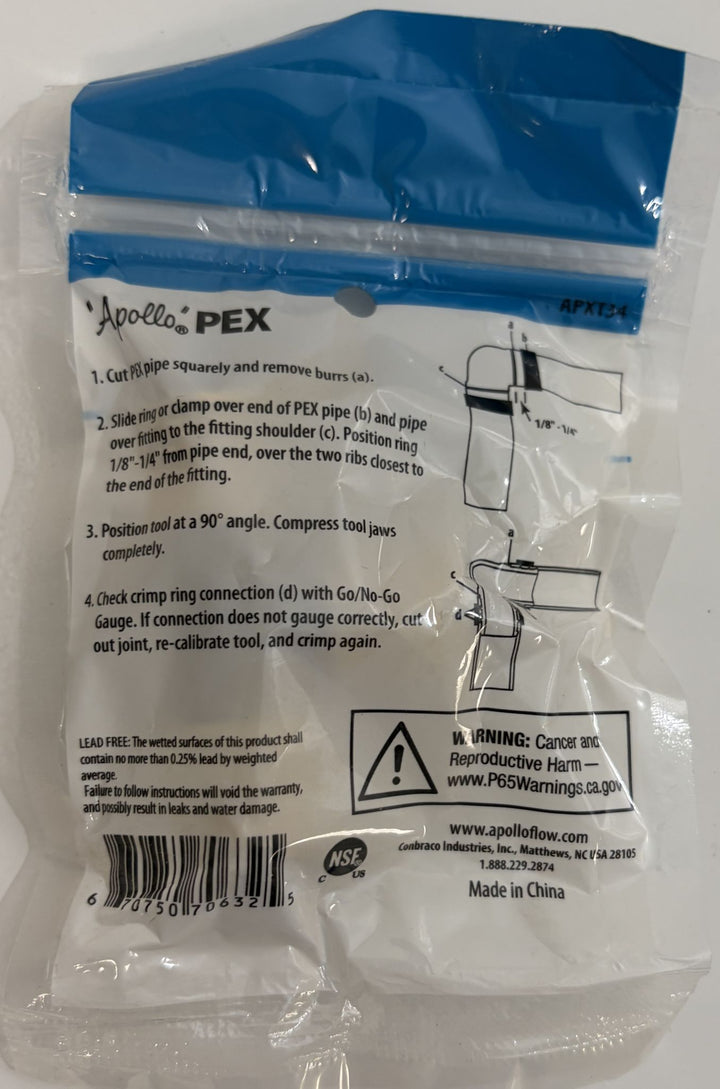 APXT34
"Apollo"® PEX
1. Cut PEX pipe squarely and remove burrs (a).
2. Slide ring or clamp over end of PEX pipe (b) and pipe
over fitting to the fitting shoulder (c). Position ring
1/8"-1/4" from pipe end, over the two ribs closest to
the end of the fitting.
3. Position tool at a 90° angle. Compress tool jaws
completely.
4. Check crimp ring connection (d) with Go/No-Go
Gauge. If connection does not gauge correctly, cut
out joint, re-calibrate tool, and crimp again.
a
b
c
1/8" - 1/4"
a
c
d
LEAD FREE: The wetted surfaces of this product shall
contain no more than 0.25% lead by weighted
average.
Failure to follow instructions will void the warranty,
and possibly result in leaks and water damage.
WARNING: Cancer and
Reproductive Harm —
www.P65Warnings.ca.gov
6 70750 70632 5
NSF®
C US
www.apolloflow.com
Conbraco Industries, Inc., Matthews, NC USA 28105
1.888.229.2874
Made in China